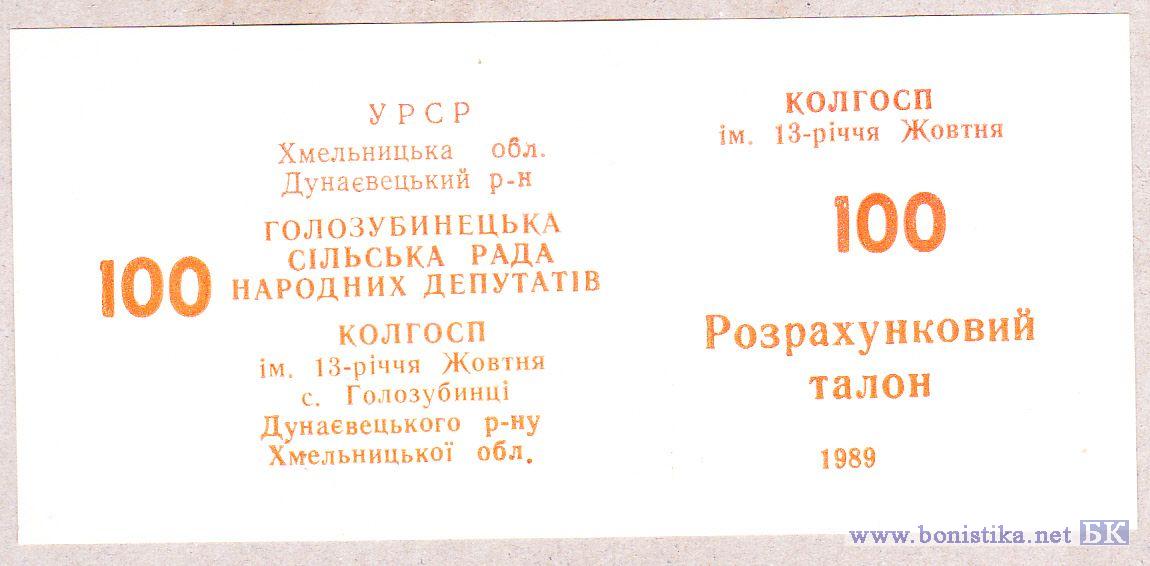 УРСР
Хмельницька обл.
Дунаєвецький р-н
ГОЛОЗУБИНЕЦЬКА
СІЛЬСЬКА РАДА
НАРОДНИХ ДЕПУТАТІВ
100
КОЛГОСП
ім. 13-річчя Жовтня
с. Голозубинці
Дунаєвецького р-ну
Хмельницької обл.
КОЛГОСП
ім. 13-річчя Жовтня
100
Розрахунковий
талон
1989
www.bonistika.net БК